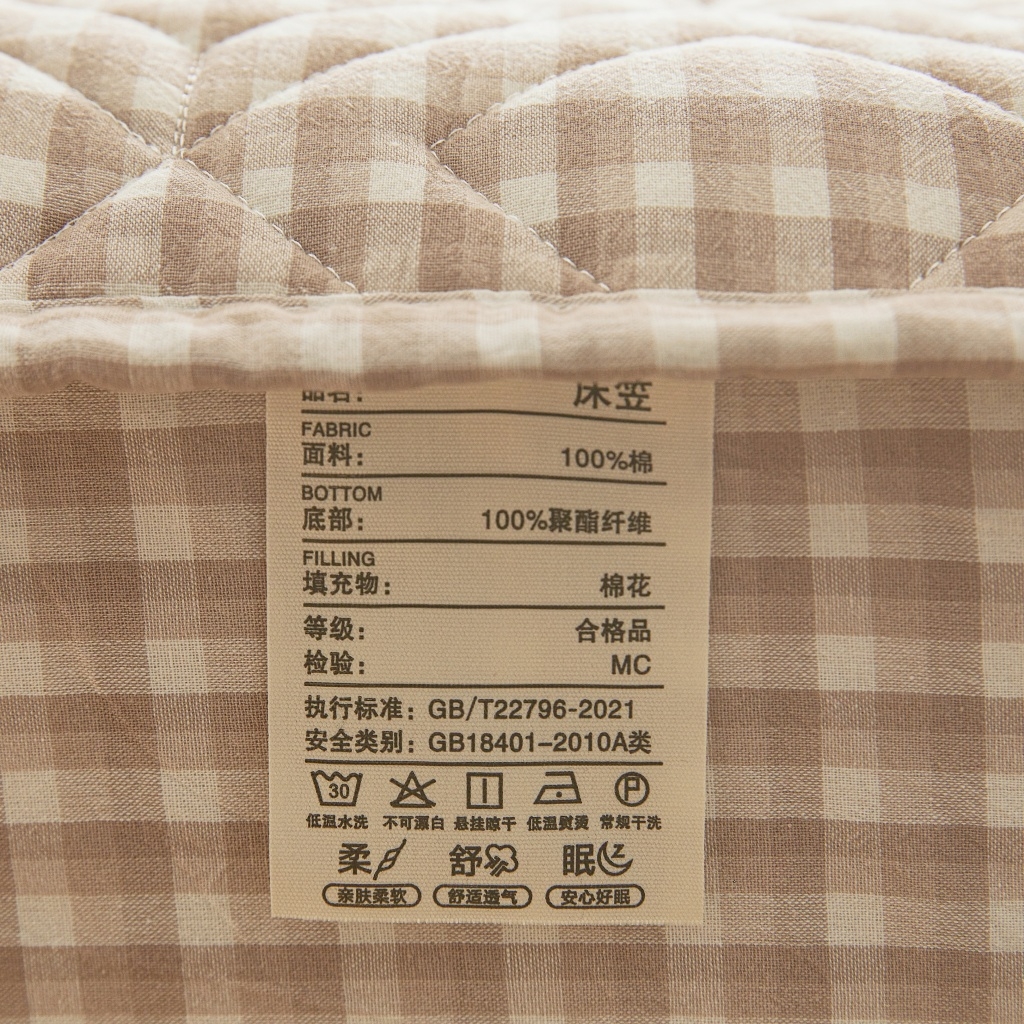 品名： 床笠
FABRIC
面料： 100%棉
BOTTOM
底部： 100%聚酯纤维
FILLING
填充物： 棉花
等级： 合格品
检验： MC
执行标准：GB/T22796-2021
安全类别：GB18401-2010A类
30 P
低温水洗 不可漂白 悬挂晾干 低温熨烫 常规干洗
柔 舒 眠 z
亲肤柔软 舒适透气 安心好眠